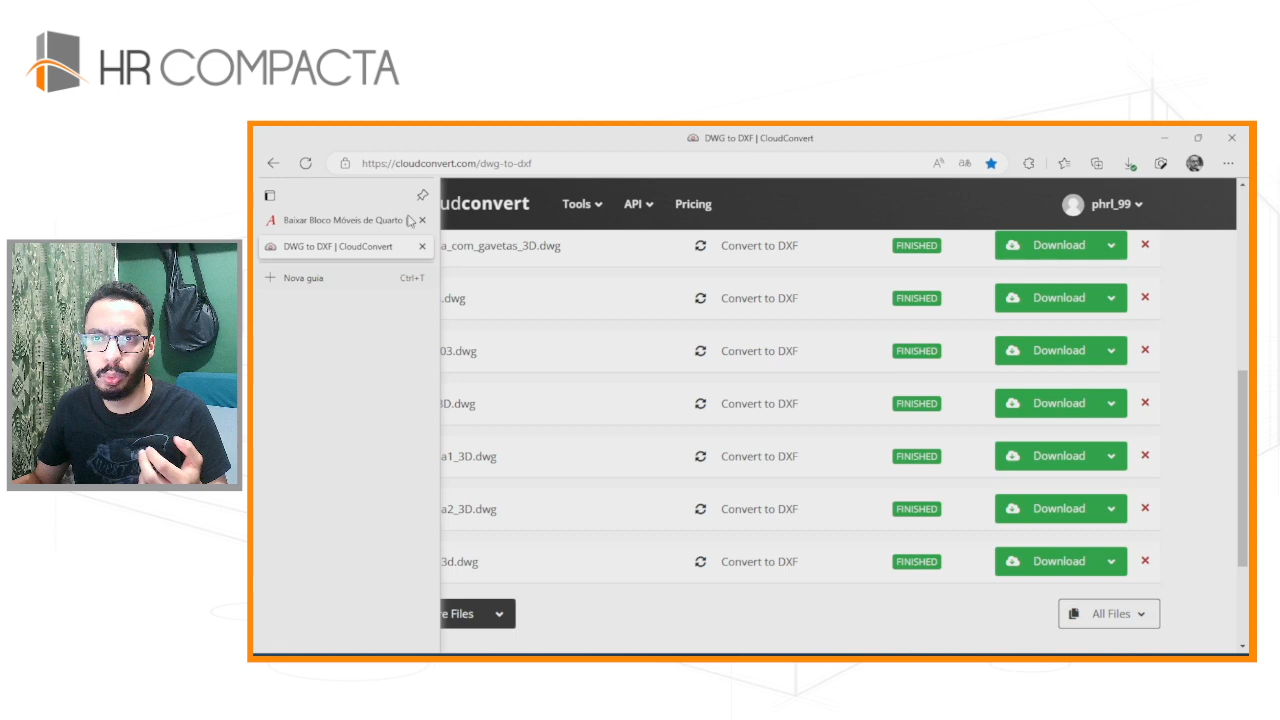 HR COMPACTA
DWG to DXF | CloudConvert
https://cloudconvert.com/dwg-to-dxf
Baixar Bloco Móveis de Quarto
DWG to DXF | CloudConvert
Nova guia Ctrl+T
udconvert Tools API Pricing phrl_99
a_com_gavetas_3D.dwg Convert to DXF FINISHED Download
.dwg Convert to DXF FINISHED Download
03.dwg Convert to DXF FINISHED Download
3D.dwg Convert to DXF FINISHED Download
a1_3D.dwg Convert to DXF FINISHED Download
a2_3D.dwg Convert to DXF FINISHED Download
3d.dwg Convert to DXF FINISHED Download
e Files All Files